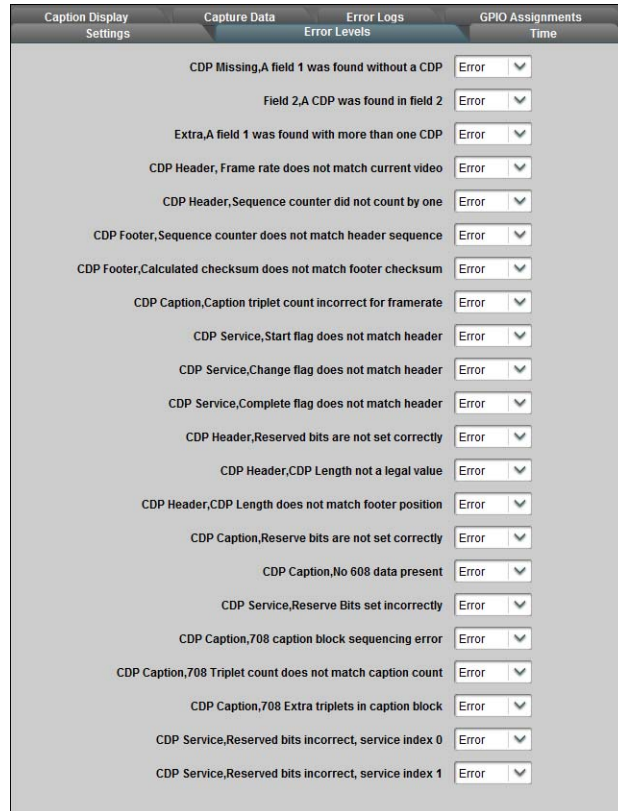 Caption Display Capture Data Error Logs GPIO Assignments
Settings Error Levels Time
CDP Missing,A field 1 was found without a CDP Error
Field 2,A CDP was found in field 2 Error
Extra,A field 1 was found with more than one CDP Error
CDP Header, Frame rate does not match current video Error
CDP Header,Sequence counter did not count by one Error
CDP Footer,Sequence counter does not match header sequence Error
CDP Footer,Calculated checksum does not match footer checksum Error
CDP Caption,Caption triplet count incorrect for framerate Error
CDP Service,Start flag does not match header Error
CDP Service,Change flag does not match header Error
CDP Service,Complete flag does not match header Error
CDP Header,Reserved bits are not set correctly Error
CDP Header,CDP Length not a legal value Error
CDP Header,CDP Length does not match footer position Error
CDP Caption,Reserve bits are not set correctly Error
CDP Caption,No 608 data present Error
CDP Service,Reserve Bits set incorrectly Error
CDP Caption,708 caption block sequencing error Error
CDP Caption,708 Triplet count does not match caption count Error
CDP Caption,708 Extra triplets in caption block Error
CDP Service,Reserved bits incorrect, service index 0 Error
CDP Service,Reserved bits incorrect, service index 1 Error